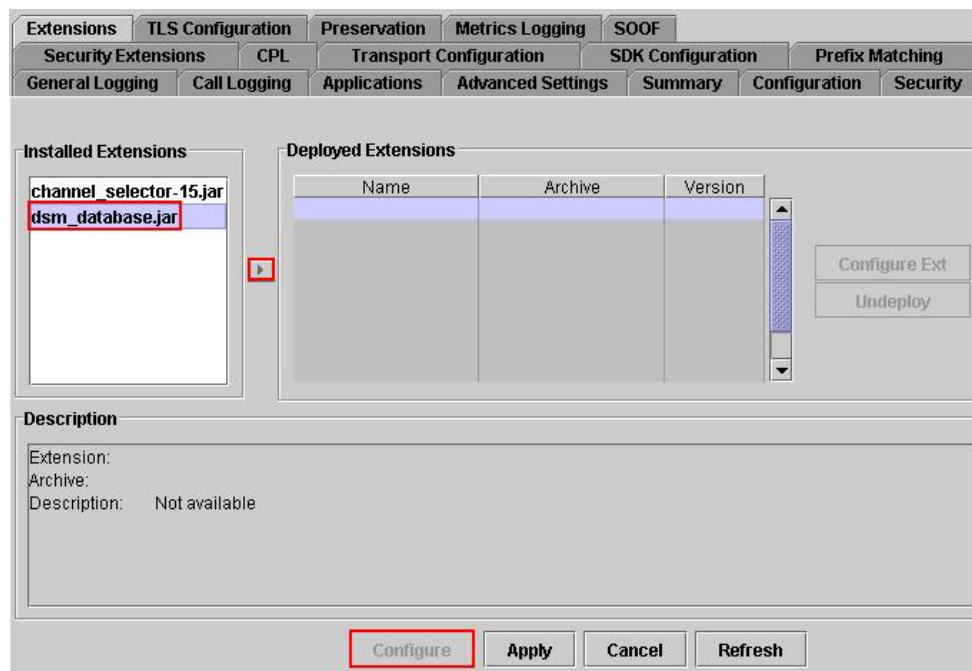 Extensions TLS Configuration Preservation Metrics Logging SOOF
Security Extensions CPL Transport Configuration SDK Configuration Prefix Matching
General Logging Call Logging Applications Advanced Settings Summary Configuration Security
Installed Extensions
channel_selector-15.jar
dsm_database.jar
Deployed Extensions
Name Archive Version
Configure Ext
Undeploy
Description
Extension:
Archive:
Description: Not available
Configure Apply Cancel Refresh